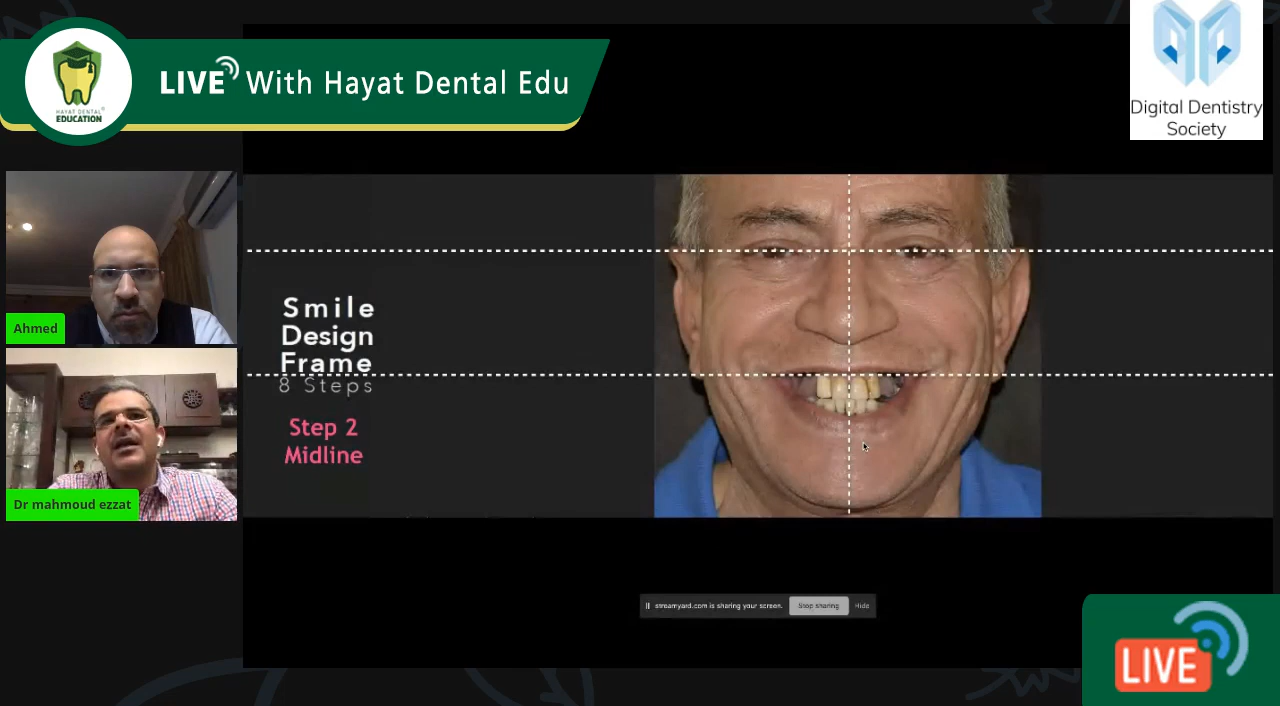 LIVE With Hayat Dental Edu
HAYAT DENTAL
EDUCATION
Digital Dentistry
Society
Ahmed
Dr mahmoud ezzat
Smile
Design
Frame
8 Steps
Step 2
Midline
streamyard.com is sharing your screen. Stop sharing Hide
LIVE